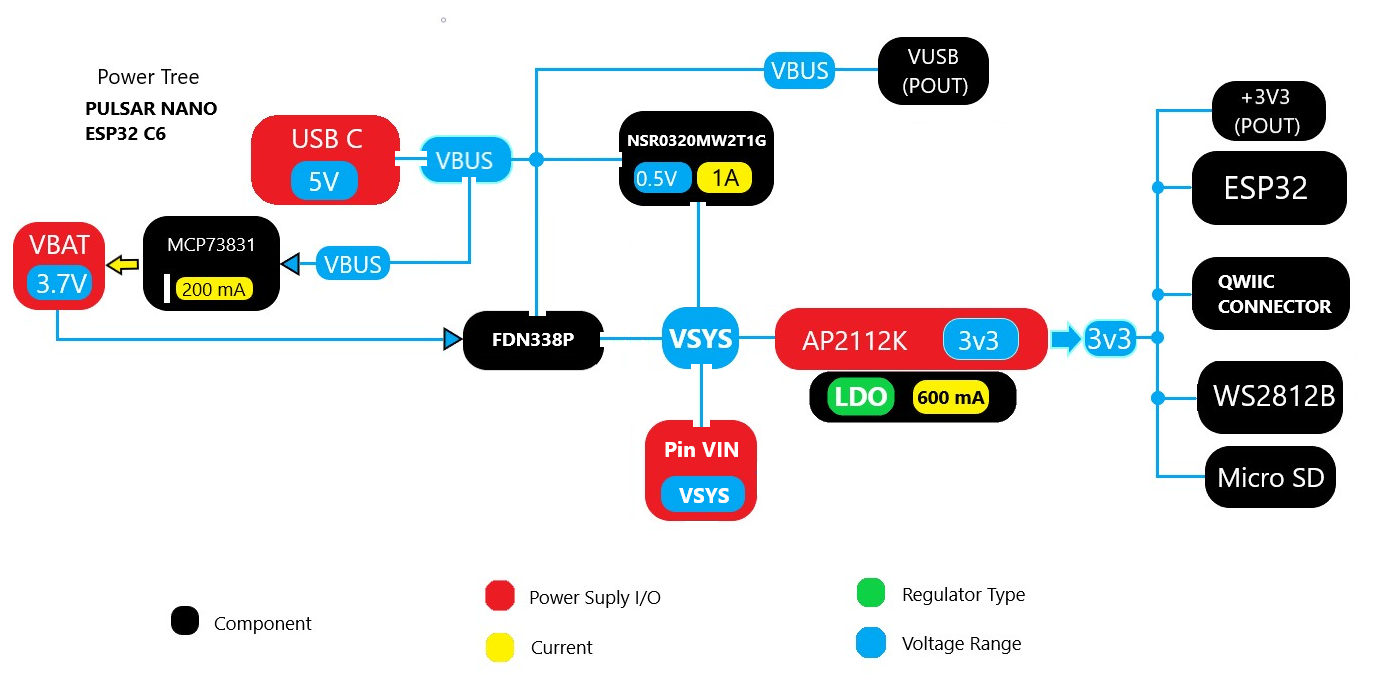 Power Tree
PULSAR NANO
ESP32 C6
USB C
5V
VBUS
VBUS
VUSB
(POUT)
NSR0320MW2T1G
0.5V 1A
VBAT
3.7V
MCP73831
200 mA
VBUS
FDN338P
VSYS
AP2112K 3v3
LDO 600 mA
3v3
Pin VIN
VSYS
+3V3
(POUT)
ESP32
QWIIC
CONNECTOR
WS2812B
Micro SD
Component
Power Suply I/O
Current
Regulator Type
Voltage Range